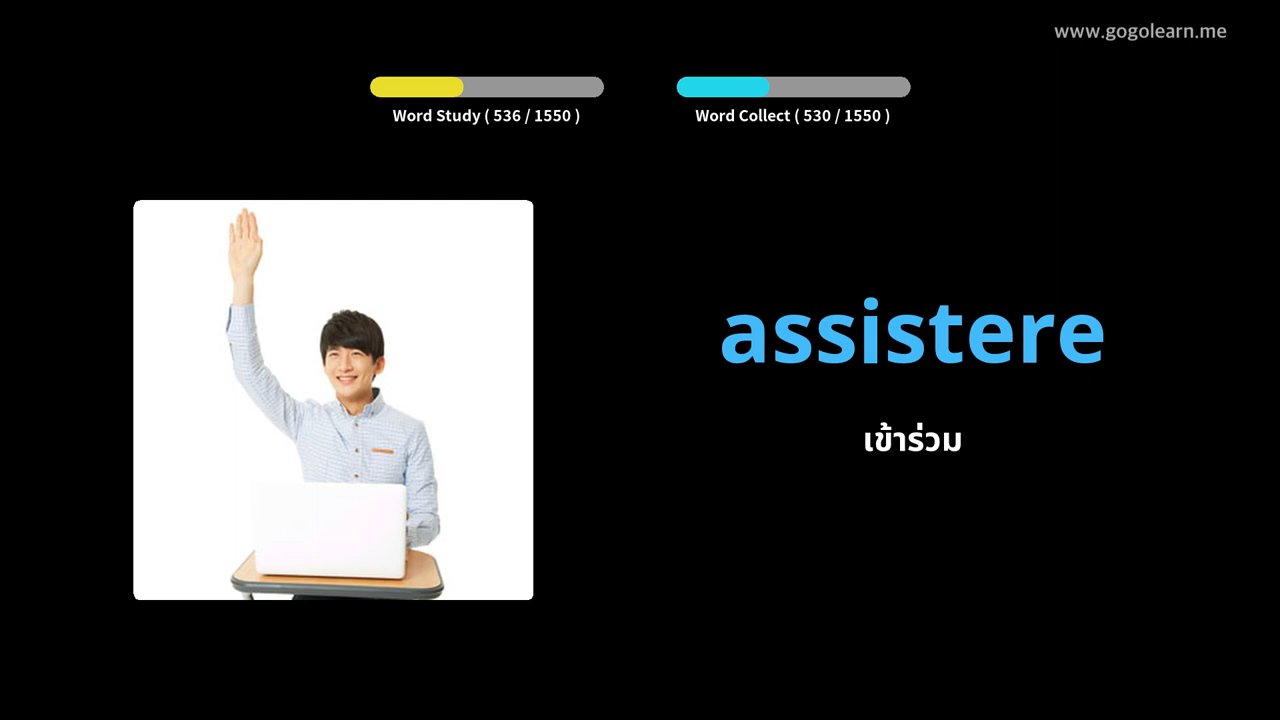 www.gogolearn.me
Word Study ( 536 / 1550 )
Word Collect ( 530 / 1550 )
assistere
เข้าร่วม